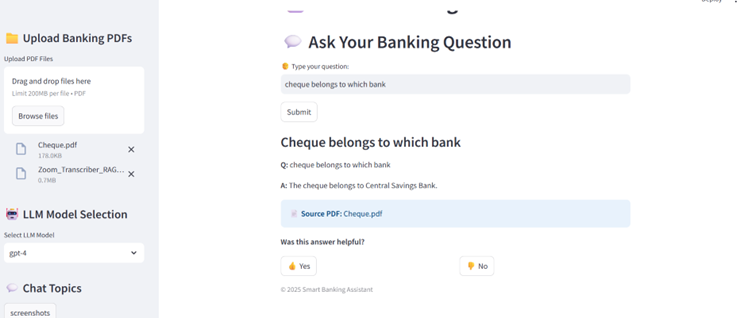 Upload Banking PDFs
Upload PDF Files
Drag and drop files here
Limit 200MB per file • PDF
Browse files
Cheque.pdf
178.0KB
Zoom_Transcriber_RAG...
0.7MB
LLM Model Selection
Select LLM Model
gpt-4
Chat Topics
screenshots
Ask Your Banking Question
Type your question:
cheque belongs to which bank
Submit
Cheque belongs to which bank
Q: cheque belongs to which bank
A: The cheque belongs to Central Savings Bank.
Source PDF: Cheque.pdf
Was this answer helpful?
Yes
No
© 2025 Smart Banking Assistant